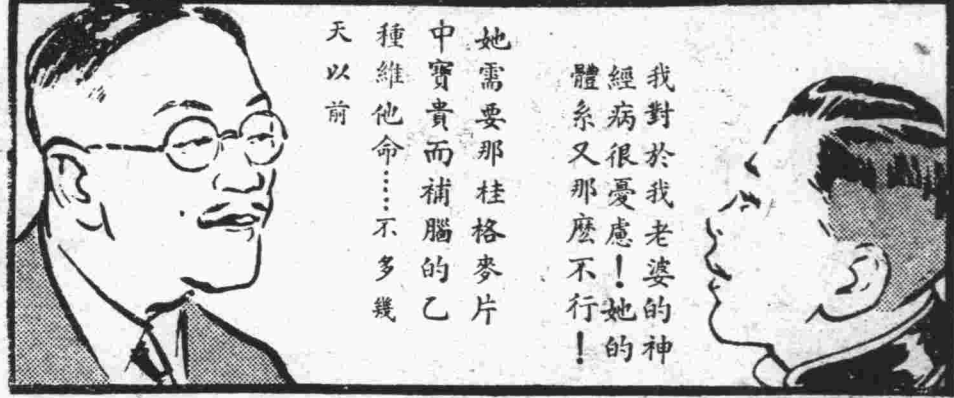 我對於我老婆的神
經病很憂慮！她的
體系又那麽不行！
她需要那桂格麥片
中寶貴而補腦的乙
種維他命……不多幾
天以前